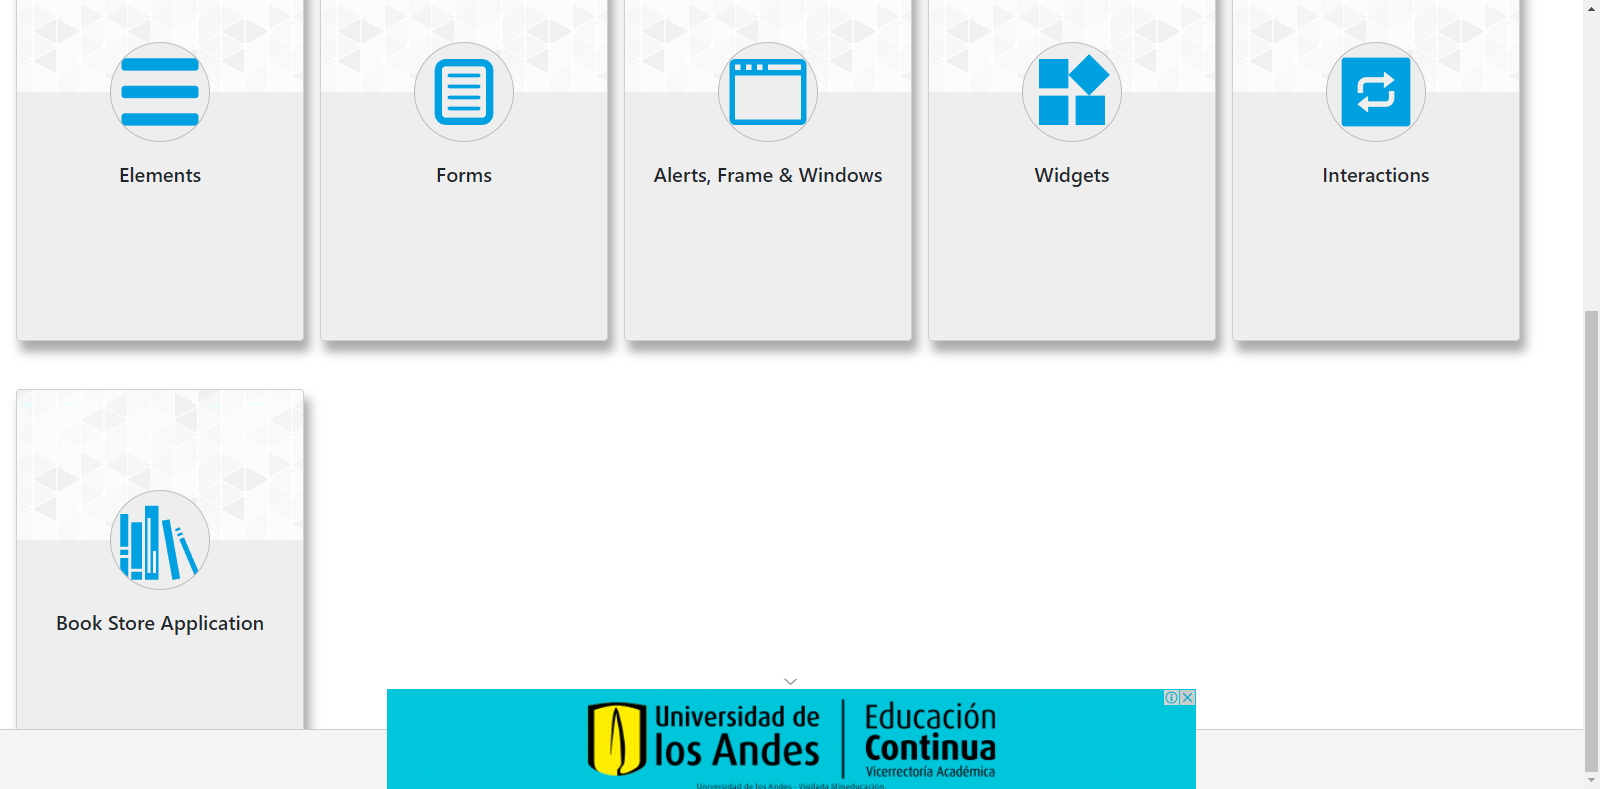 Elements
Forms
Alerts, Frame & Windows
Widgets
Interactions
Book Store Application
Universidad de
los Andes
Educación
Continua
Vicerrectoría Académica
Universidad de los Andes - Vigilada Mineducación.